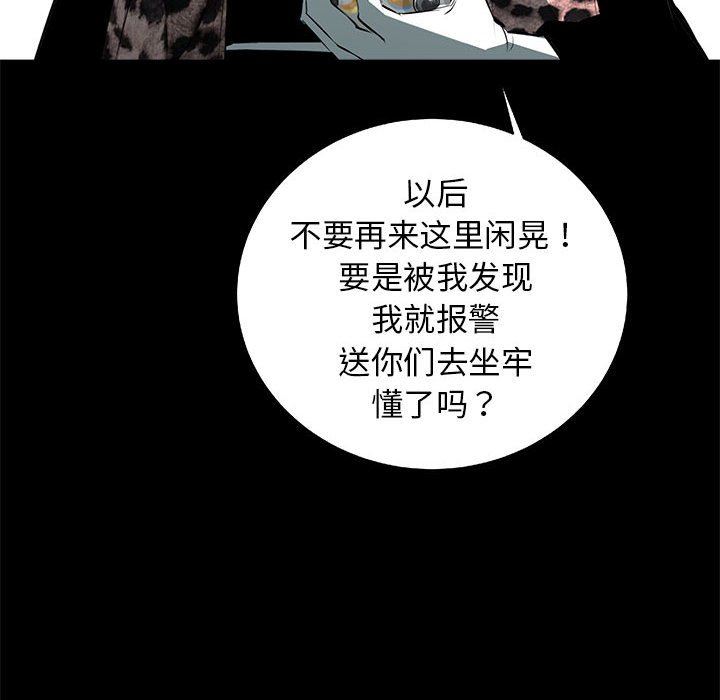 以后
不要再来这里闲晃！
要是被我发现
我就报警
送你们去坐牢
懂了吗？